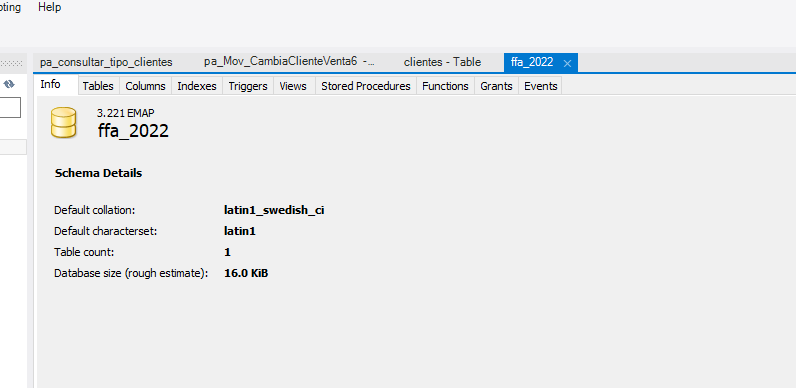 oting Help
pa_consultar_tipo_clientes pa_Mov_CambiaClienteVenta6 -... clientes - Table ffa_2022 ×
Info Tables Columns Indexes Triggers Views Stored Procedures Functions Grants Events
3.221 EMAP
ffa_2022
Schema Details
Default collation: latin1_swedish_ci
Default characterset: latin1
Table count: 1
Database size (rough estimate): 16.0 KiB